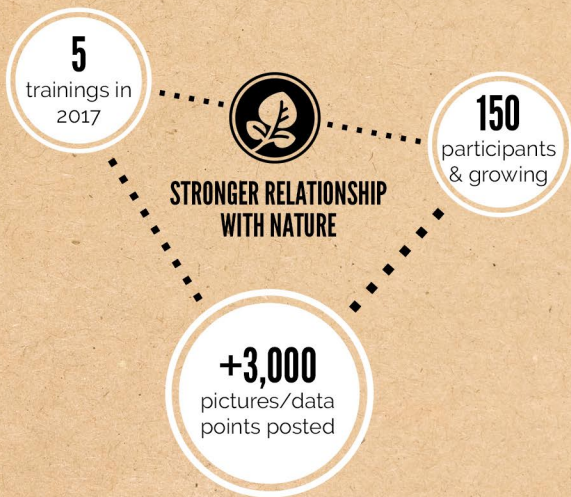 5
trainings in
2017
150
participants
& growing
STRONGER RELATIONSHIP
WITH NATURE
+3,000
pictures/data
points posted